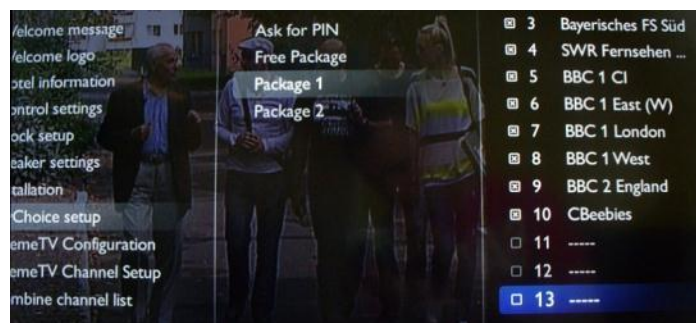 Welcome message
Welcome logo
otel information
ontrol settings
ock setup
eaker settings
tallation
Choice setup
emeTV Configuration
emeTV Channel Setup
mbine channel list
Ask for PIN
Free Package
Package 1
Package 2
3 Bayerisches FS Süd
4 SWR Fernsehen ...
5 BBC 1 CI
6 BBC 1 East (W)
7 BBC 1 London
8 BBC 1 West
9 BBC 2 England
10 CBeebies
11 -----
12 -----
13 -----